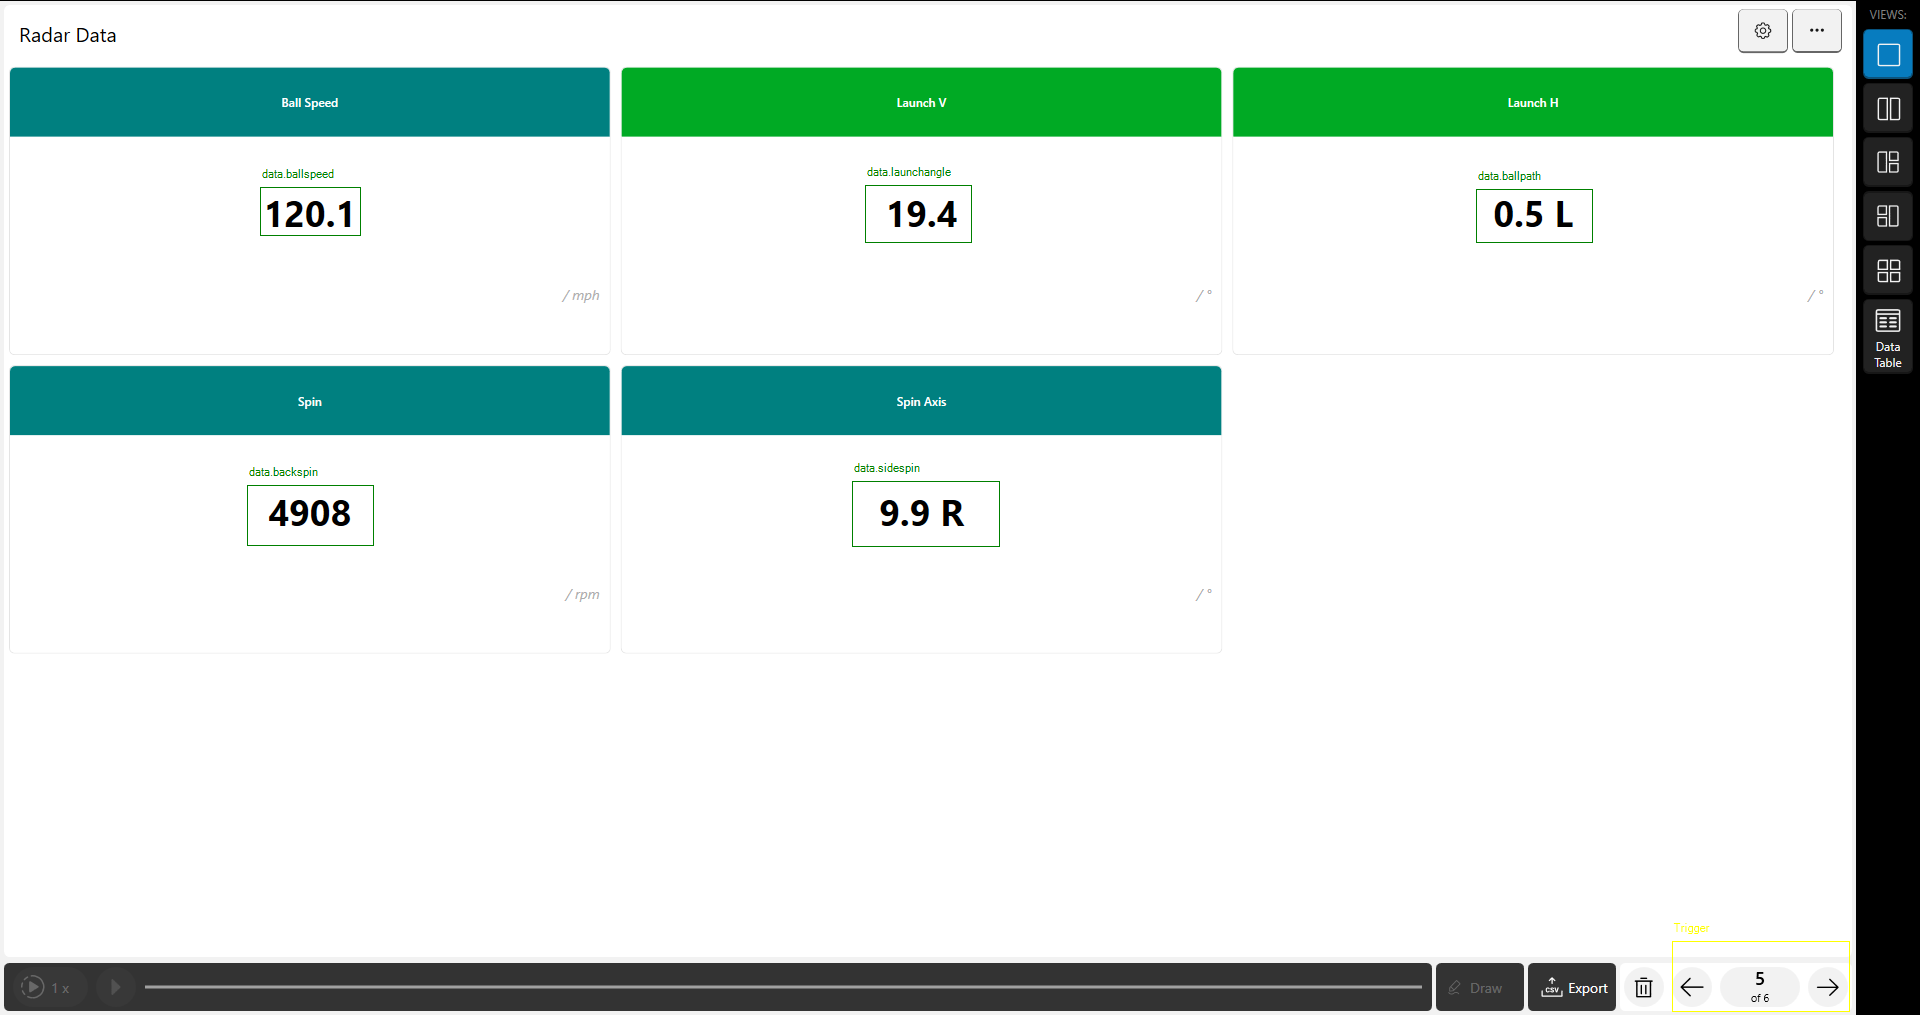 Radar Data
VIEWS:
Ball Speed
Launch V
Launch H
data.ballspeed
120.1
/ mph
data.launchangle
19.4
/ °
data.ballpath
0.5 L
/ °
Data
Table
Spin
Spin Axis
data.backspin
4908
/ rpm
data.sidespin
9.9 R
/ °
Trigger
1 x
Draw
CSV
Export
5
of 6